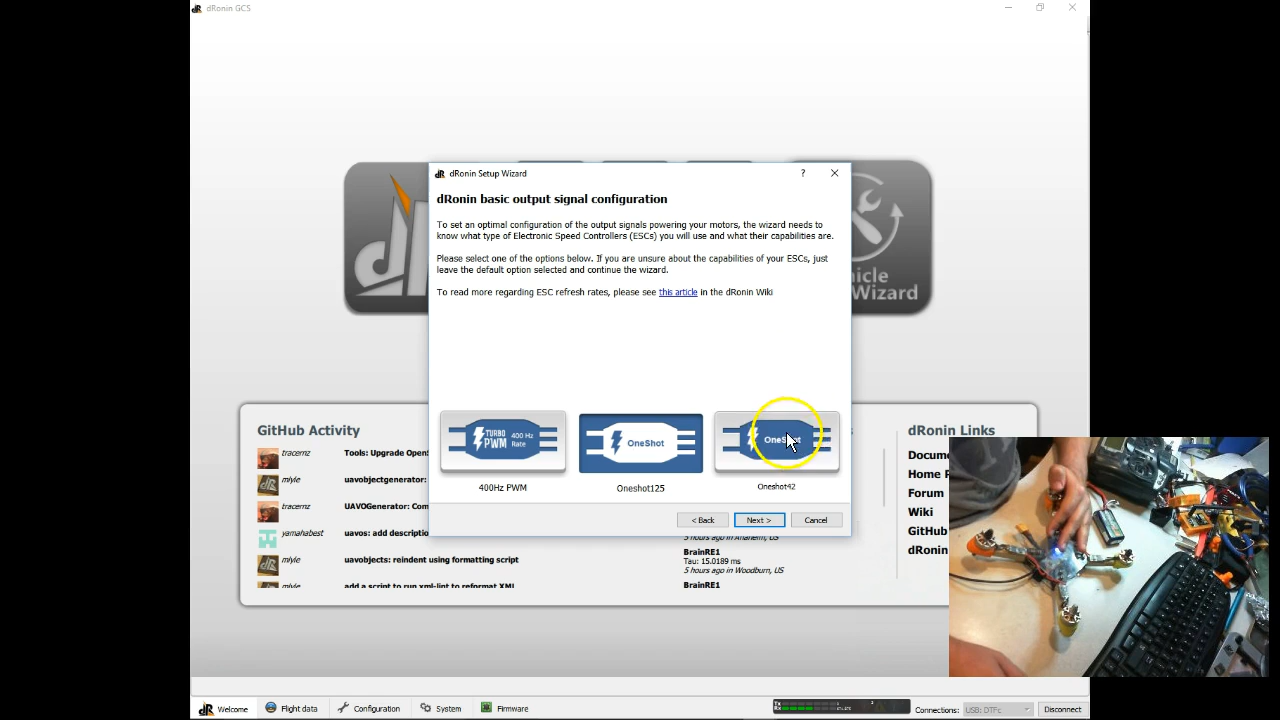 dRonin GCS
dRonin Setup Wizard
?
dRonin basic output signal configuration
To set an optimal configuration of the output signals powering your motors, the wizard needs to
know what type of Electronic Speed Controllers (ESCs) you will use and what their capabilities are.
Please select one of the options below. If you are unsure about the capabilities of your ESCs, just
leave the default option selected and continue the wizard.
To read more regarding ESC refresh rates, please see this article in the dRonin Wiki
TURBO
PWM
400 Hz
Rate
OneShot
OneShot
400Hz PWM
Oneshot125
Oneshot42
< Back
Next >
Cancel
Wizard
GitHub Activity
tracernz
Tools: Upgrade
mlyle
uavobjectgenerator:
tracernz
UAVOGenerator:
yamahabest
uavos: add
mlyle
uavobjects: reindent using formatting script
mlyle
add a script to run xml-lint to reformat XML
5 hours ago in Anaheim, US
BrainRE1
Tau: 15.0189 ms
5 hours ago in Woodburn, US
BrainRE1
dRonin Links
Forum
Wiki
GitHub
dRonin
Welcome
Flight data
Configuration
System
Firmware
Tx
Rx
Connections:
USB: DTFc
Disconnect